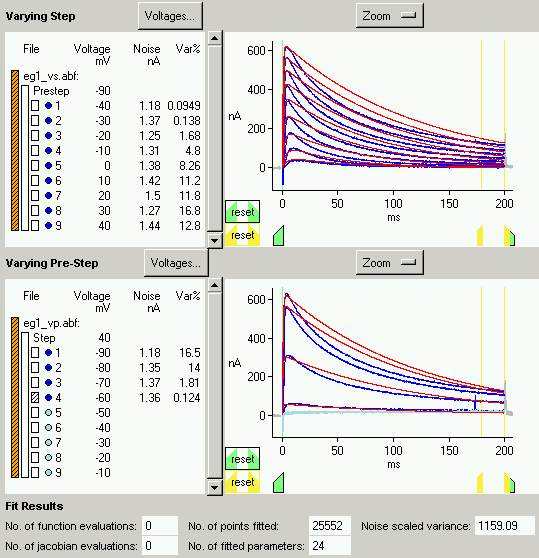 Varying Step Voltages... Zoom
File Voltage Noise Var%
mV nA
eg1_vs.abf:
Prestep -90
1 -40 1.18 0.0949
2 -30 1.37 0.138
3 -20 1.25 1.68
4 -10 1.31 4.8
5 0 1.38 8.26
6 10 1.42 11.2
7 20 1.5 11.8
8 30 1.27 16.8
9 40 1.44 12.8
600
400
nA
200
0
0 50 100 150 200
ms
reset
reset
Varying Pre-Step Voltages... Zoom
File Voltage Noise Var%
mV nA
eg1_vp.abf:
Step 40
1 -90 1.18 16.5
2 -80 1.35 14
3 -70 1.37 1.81
4 -60 1.36 0.124
5 -50
6 -40
7 -30
8 -20
9 -10
600
400
nA
200
0
0 50 100 150 200
ms
reset
reset
Fit Results
No. of function evaluations: 0 No. of points fitted: 25552 Noise scaled variance: 1159.09
No. of jacobian evaluations: 0 No. of fitted parameters: 24